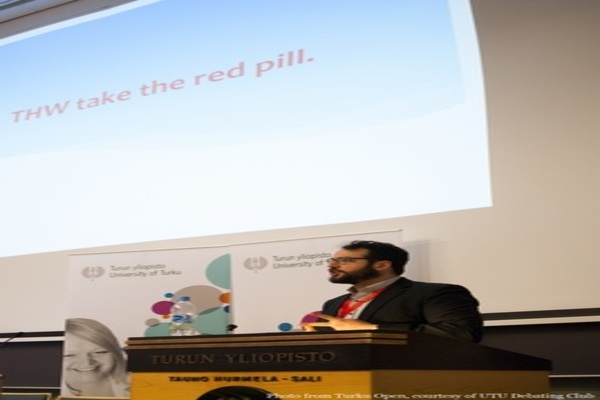 THW take the red pill.
Turun yliopisto
University of Turku
Turun yliopisto
University of
TURUN YLIOPISTO
TAUNO NURMELA - SALI
Photo from Turku Open, courtesy of UTU Debating Club